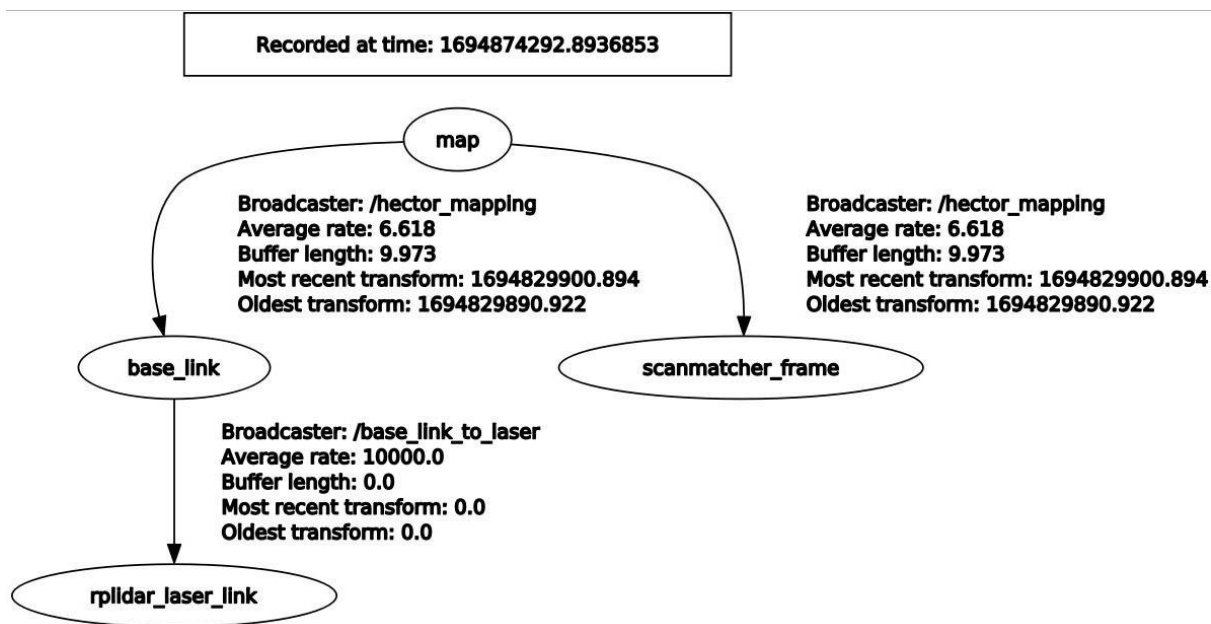 Recorded at time: 1694874292.8936853
map
Broadcaster: /hector_mapping
Average rate: 6.618
Buffer length: 9.973
Most recent transform: 1694829900.894
Oldest transform: 1694829890.922
Broadcaster: /hector_mapping
Average rate: 6.618
Buffer length: 9.973
Most recent transform: 1694829900.894
Oldest transform: 1694829890.922
base_link
scanmatcher_frame
Broadcaster: /base_link_to_laser
Average rate: 10000.0
Buffer length: 0.0
Most recent transform: 0.0
Oldest transform: 0.0
rplidar_laser_link